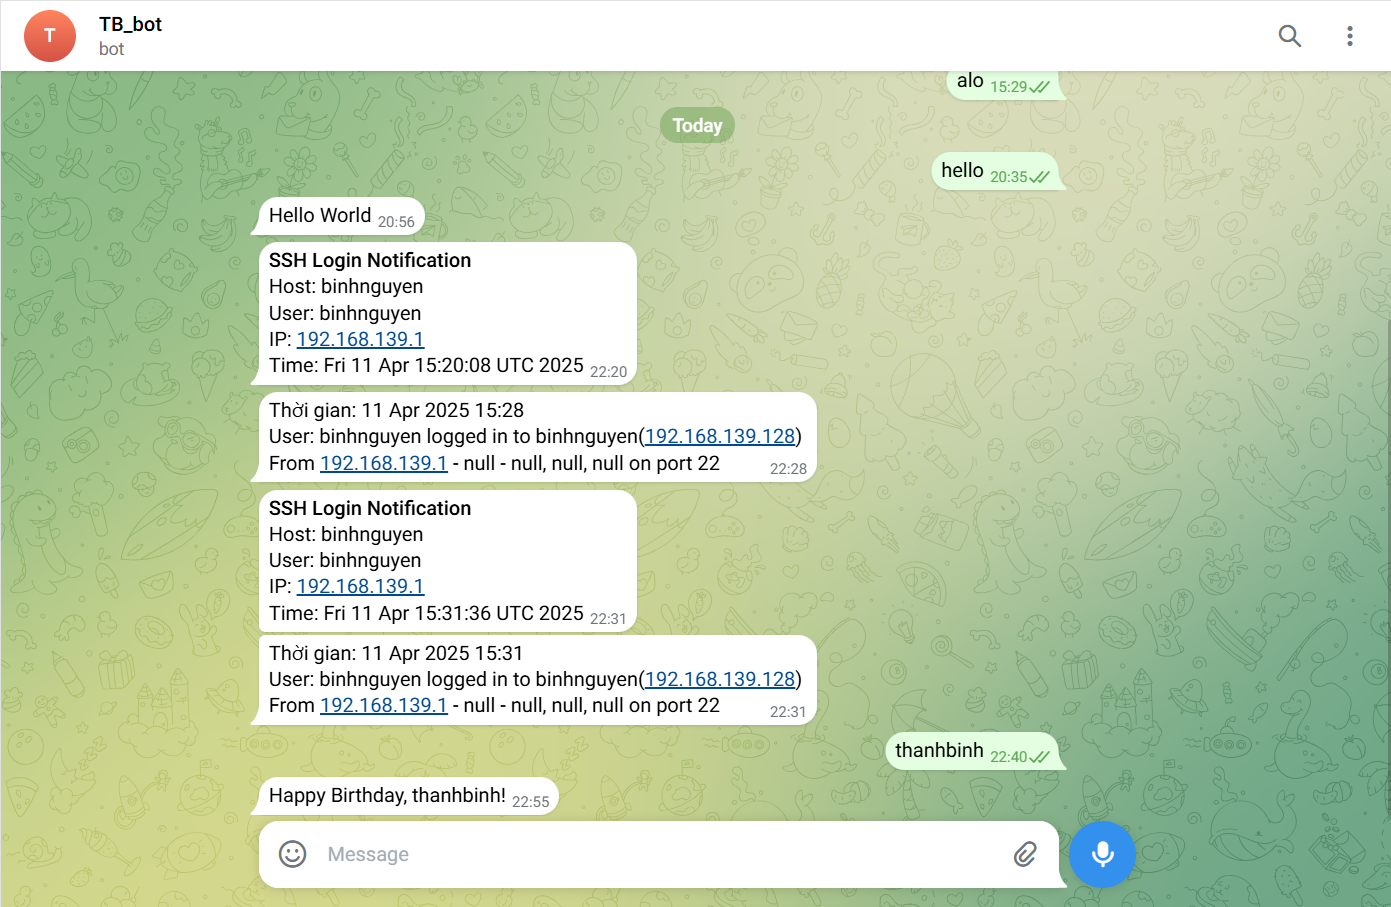 T
TB_bot
bot
alo 15:29
Today
hello 20:35
Hello World 20:56
SSH Login Notification
Host: binhnguyen
User: binhnguyen
IP: 192.168.139.1
Time: Fri 11 Apr 15:20:08 UTC 2025 22:20
Thời gian: 11 Apr 2025 15:28
User: binhnguyen logged in to binhnguyen(192.168.139.128)
From 192.168.139.1 - null - null, null, null on port 22 22:28
SSH Login Notification
Host: binhnguyen
User: binhnguyen
IP: 192.168.139.1
Time: Fri 11 Apr 15:31:36 UTC 2025 22:31
Thời gian: 11 Apr 2025 15:31
User: binhnguyen logged in to binhnguyen(192.168.139.128)
From 192.168.139.1 - null - null, null, null on port 22 22:31
thanhbinh 22:40
Happy Birthday, thanhbinh! 22:55
Message